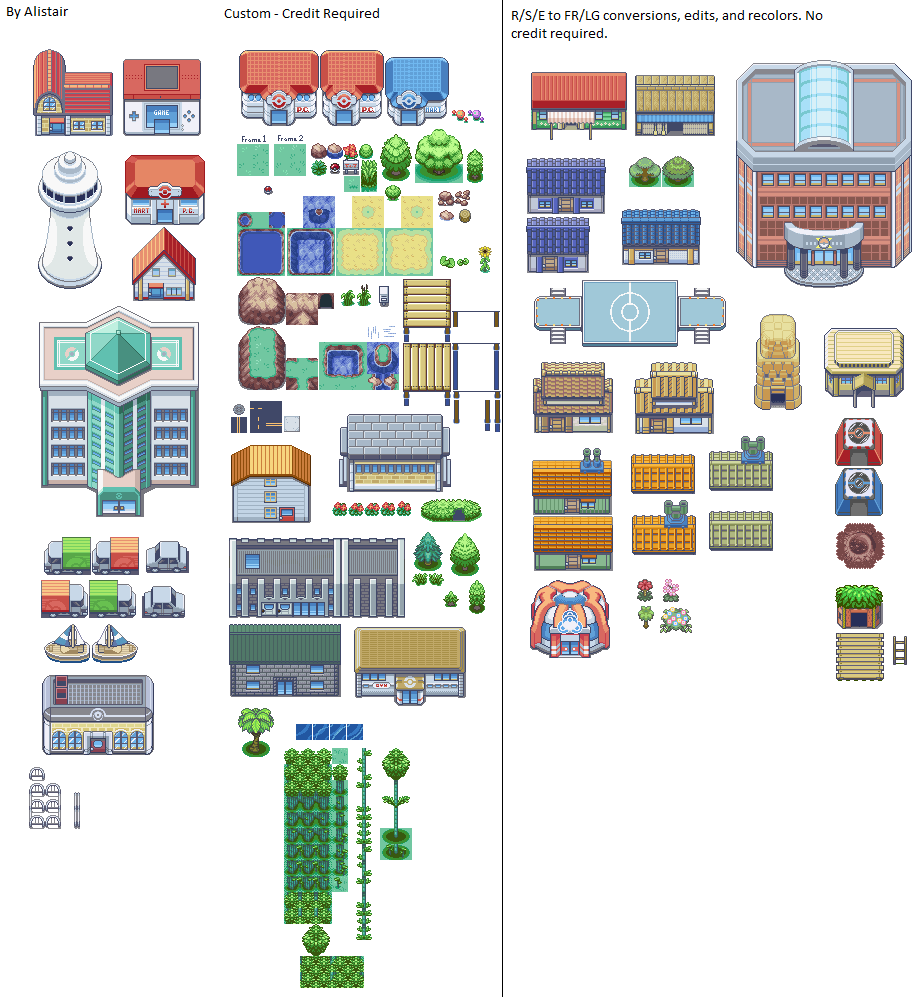 By Alistair
Custom - Credit Required
R/S/E to FR/LG conversions, edits, and recolors. No
credit required.
P.C.
P.C.
MART
GAME
Frame 1
Frame 2
MART
P.C.
GYM